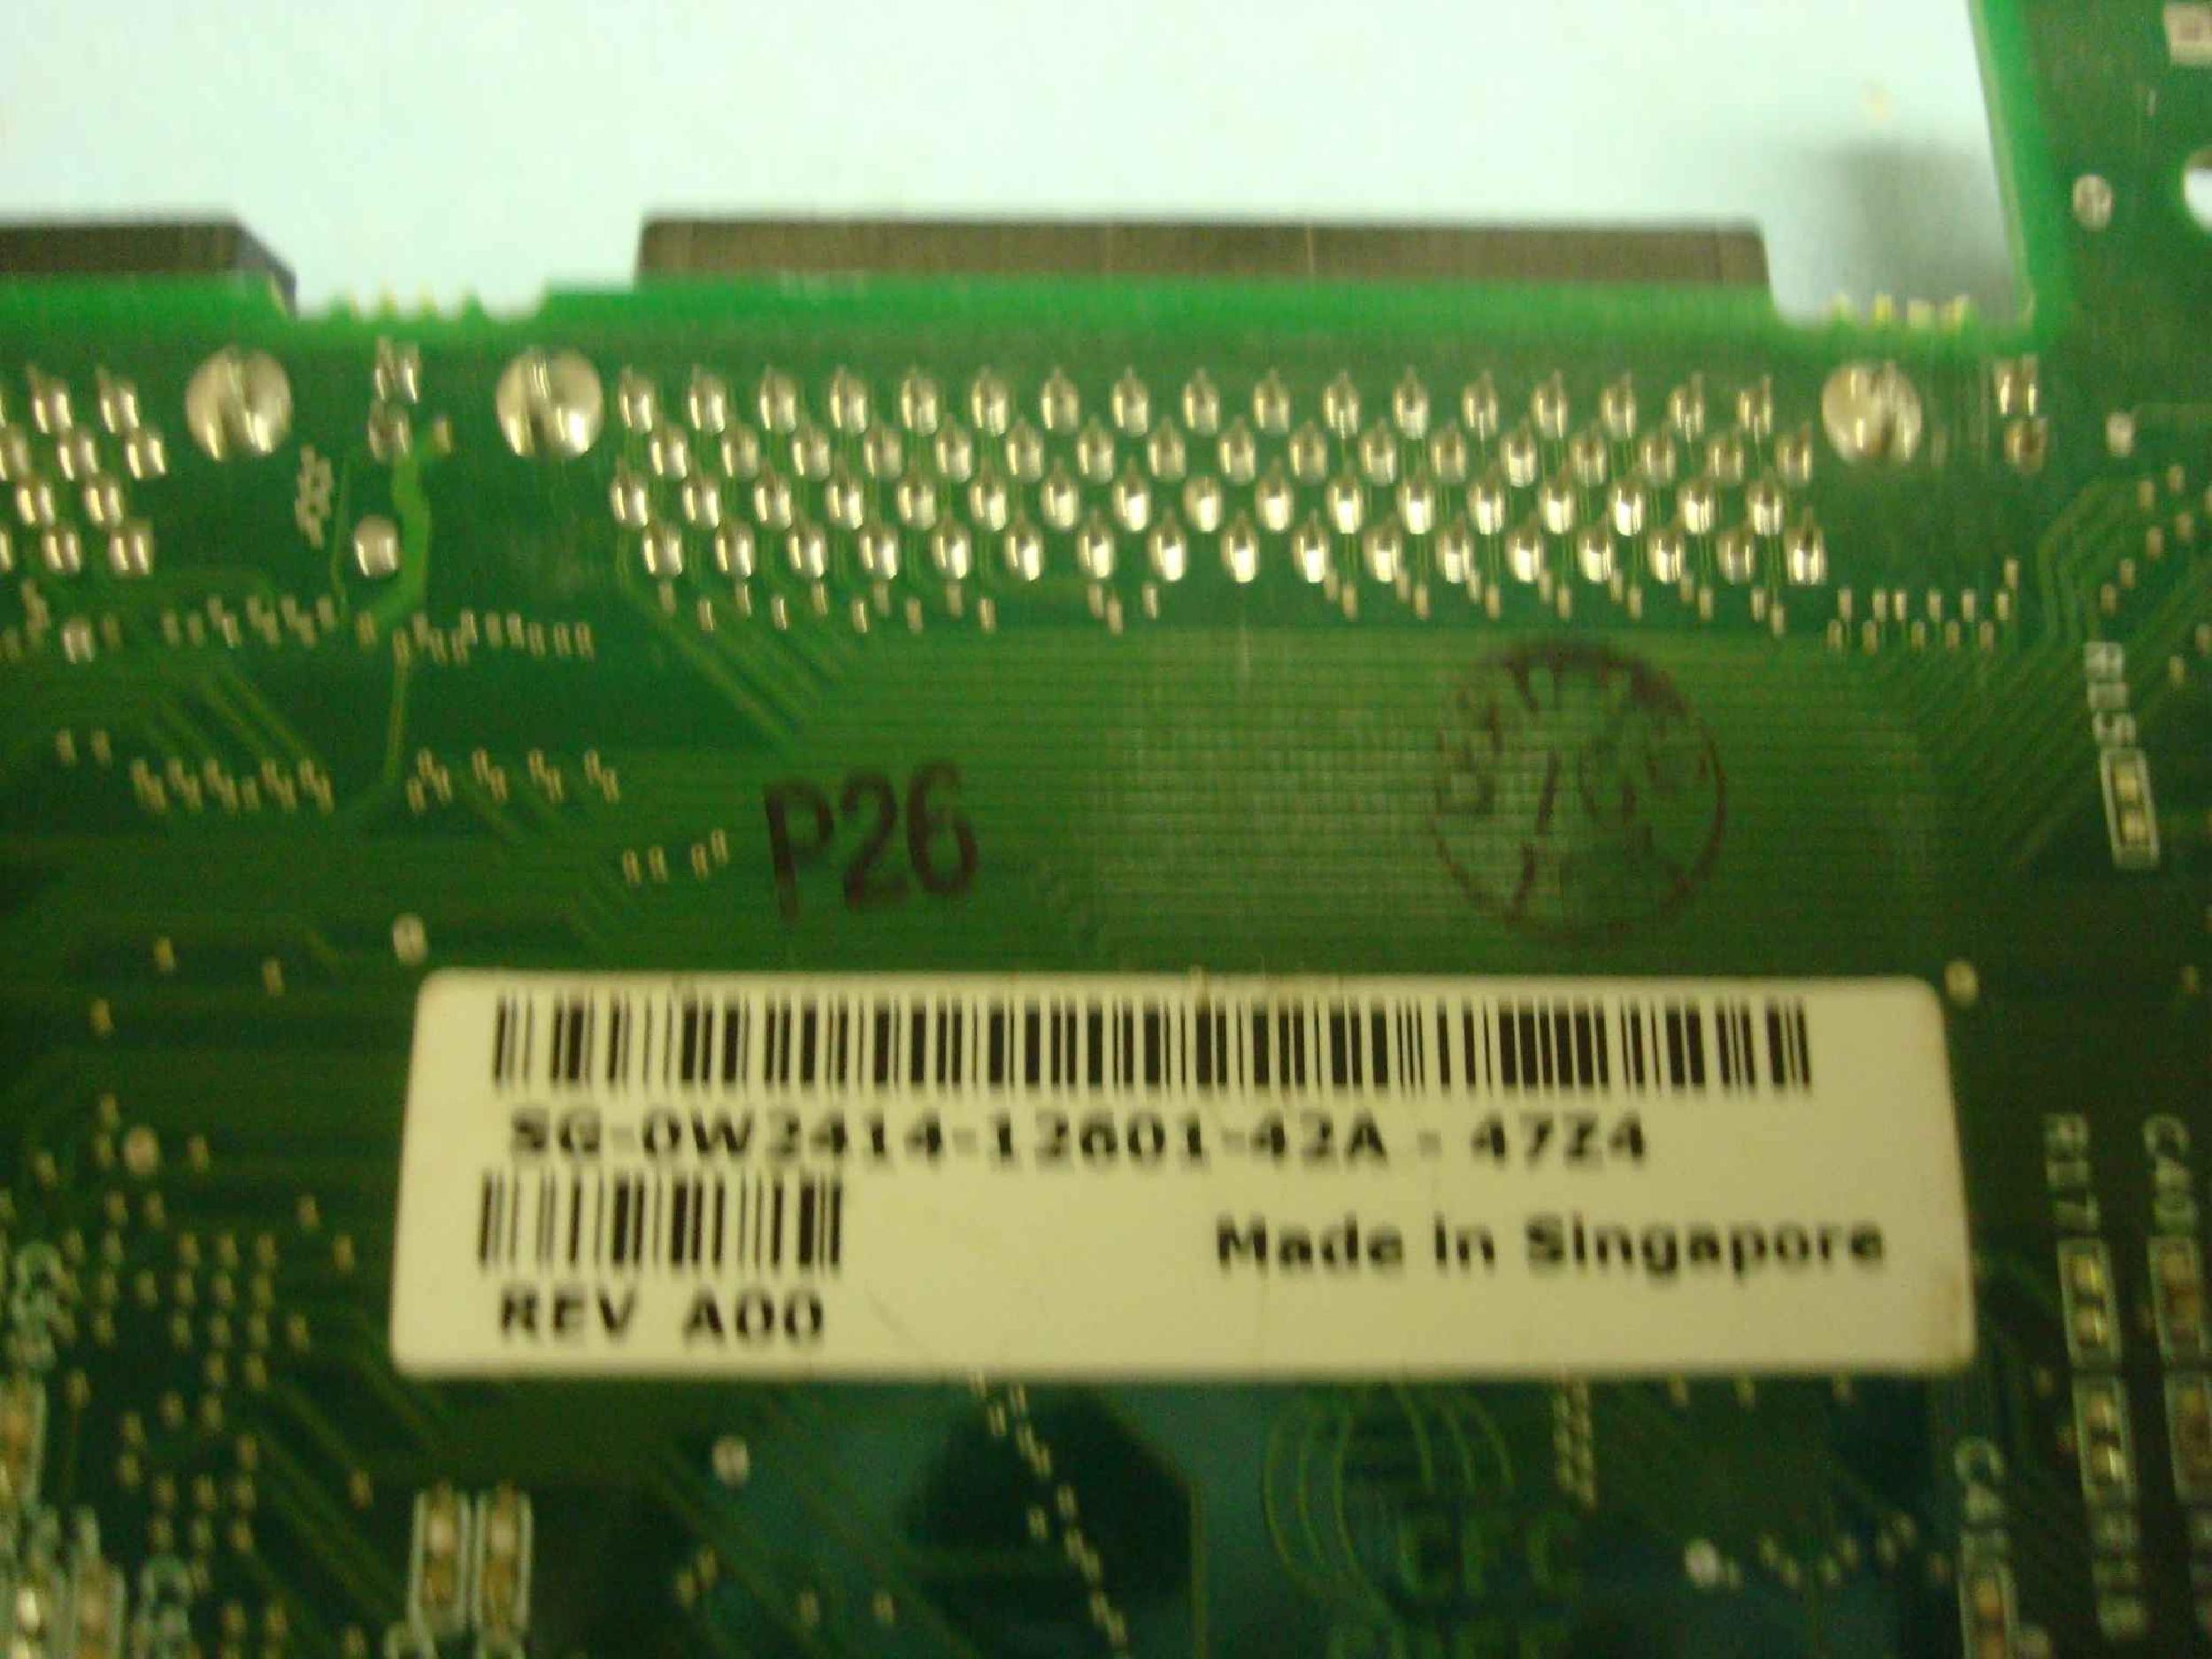 P26
SG-0W2414-12601-42A - 47Z4
Made in Singapore
REV A00